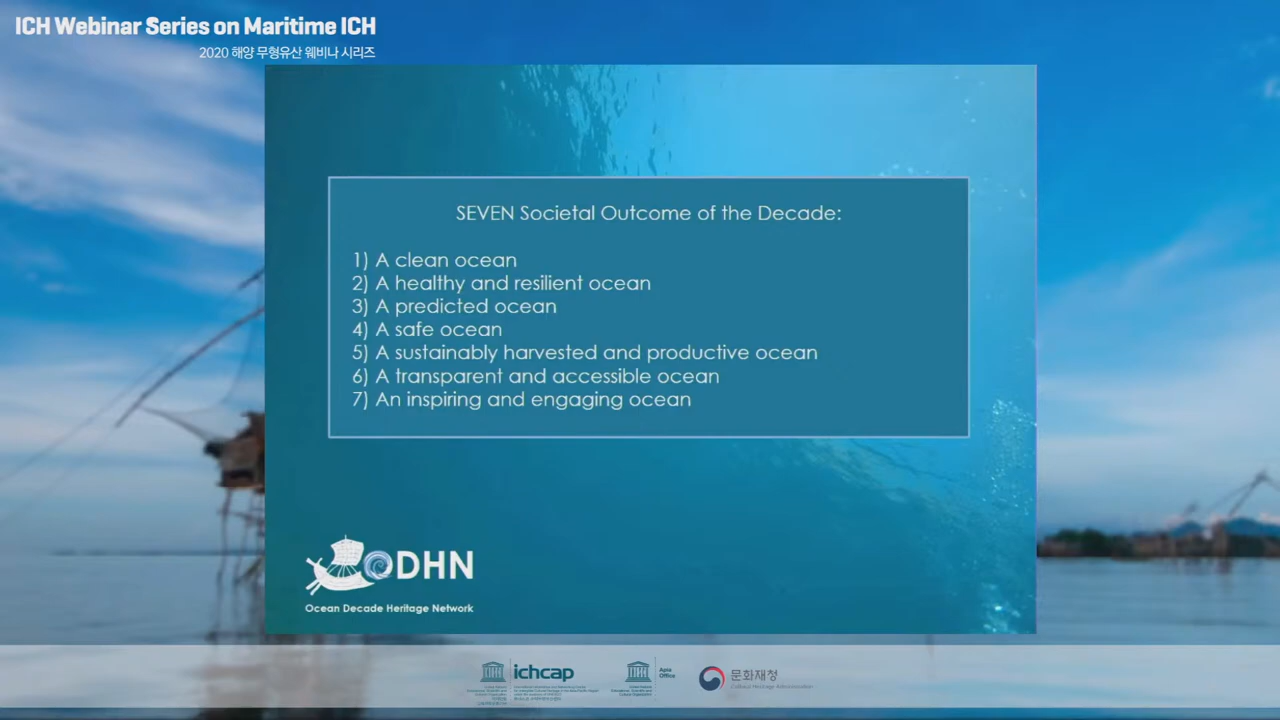 ICH Webinar Series on Maritime ICH
2020 해양 무형유산 웨비나 시리즈
SEVEN Societal Outcome of the Decade:
1) A clean ocean
2) A healthy and resilient ocean
3) A predicted ocean
4) A safe ocean
5) A sustainably harvested and productive ocean
6) A transparent and accessible ocean
7) An inspiring and engaging ocean
ODHN
Ocean Decade Heritage Network
ichcap
Apia
Office
문화재청
Cultural Heritage Administration